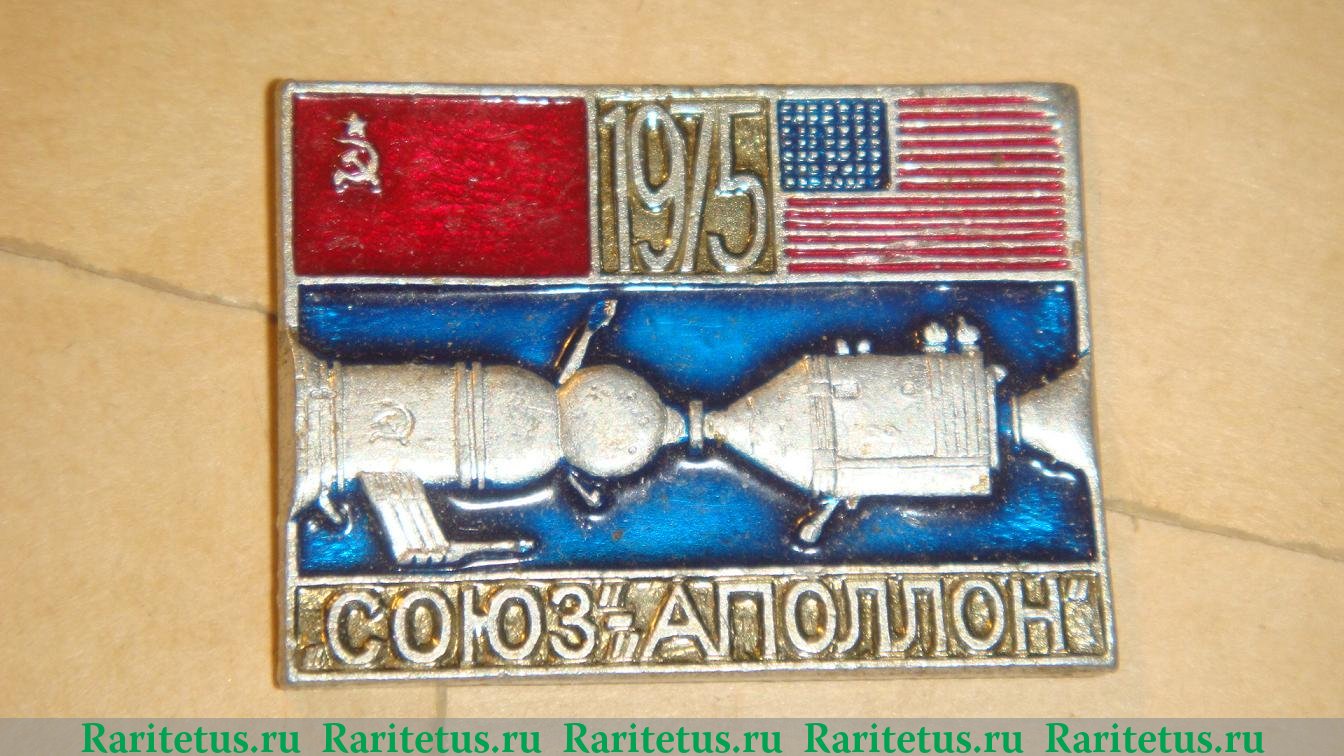 1975
„СОЮЗ"-"АПОЛЛОН"
Raritetus.ru Raritetus.ru Raritetus.ru Raritetus.ru Raritetus.ru